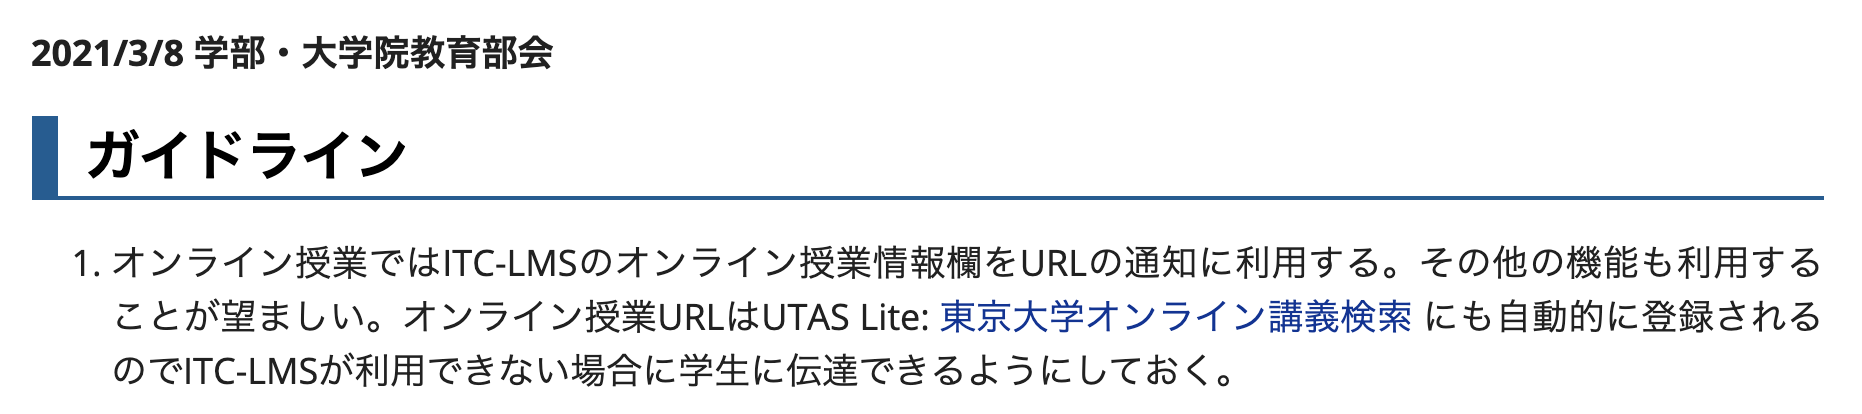 2021/3/8 学部・大学院教育部会
ガイドライン
1. オンライン授業ではITC-LMSのオンライン授業情報欄をURLの通知に利用する。その他の機能も利用する
ことが望ましい。オンライン授業URLはUTAS Lite: 東京大学オンライン講義検索 にも自動的に登録される
のでITC-LMSが利用できない場合に学生に伝達できるようにしておく。